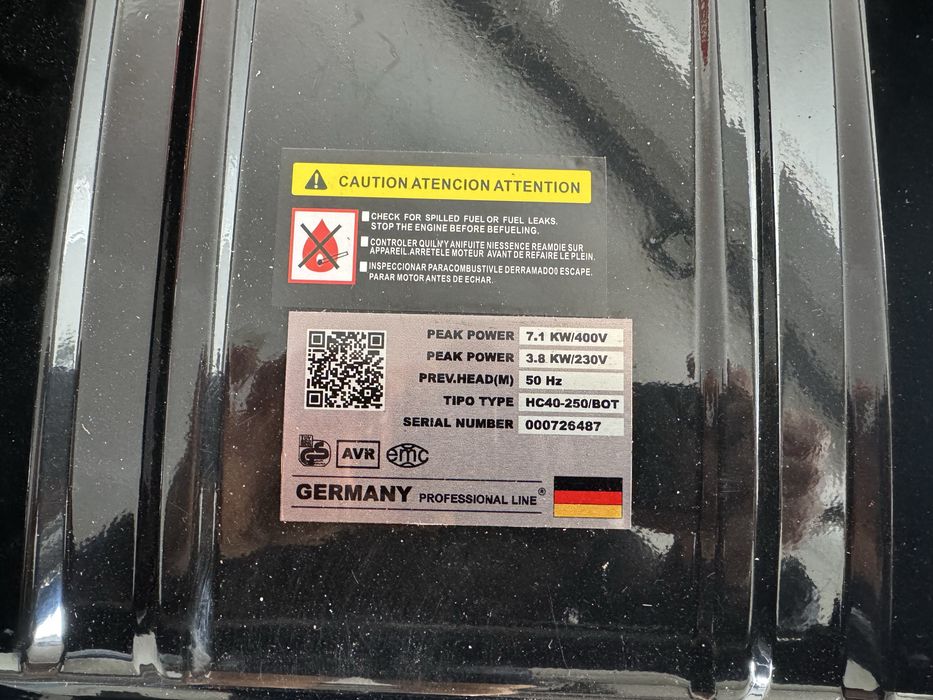 CAUTION ATENCION ATTENTION
CHECK FOR SPILLED FUEL OR FUEL LEAKS.
STOP THE ENGINE BEFORE BEFUELING.
CONTROLER QUILN'Y ANIFUITE NIESSENCE REAMDIE SUR
APPAREIL.ARRETELE MOTEUR AVANT DE REFAIRE LE PLEIN.
INSPECCIONAR PARACOMBUSTIVLE DERRAMADO0 ESCAPE.
PARAR MOTOR ANTES DE ECHAR.
PEAK POWER 7.1 KW/400V
PEAK POWER 3.8 KW/230V
PREV.HEAD(M) 50 Hz
TIPO TYPE HC40-250/BOT
SERIAL NUMBER 000726487
GS AVR emc
GERMANY PROFESSIONAL LINE®